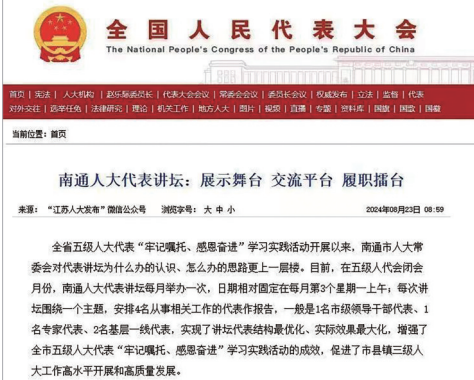 全国人民代表大会
The National People's Congress of the People's Republic of China
首页 | 宪法 | 人大机构 | 赵乐际委员长 | 代表大会会议 | 常委会会议 | 委员长会议 | 权威发布 | 立法 | 监督 | 代表
对外交往 | 选举任免 | 法律研究 | 理论 | 机关工作 | 地方人大 | 图片 | 视频 | 直播 | 专题 | 资料库 | 国旗 | 国歌 | 国徽
当前位置：首页
南通人大代表讲坛：展示舞台 交流平台 履职擂台
来源： “江苏人大发布”微信公众号 浏览字号： 大 中 小 2024年08月23日 08:59
全省五级人大代表“牢记嘱托、感恩奋进”学习实践活动开展以来，南通市人大常
委会对代表讲坛为什么办的认识、怎么办的思路更上一层楼。目前，在五级人代会闭会
月份，南通人大代表讲坛每月举办一次，日期相对固定在每月第3个星期一上午；每次讲
坛围绕一个主题，安排4名从事相关工作的代表作报告，一般是1名市级领导干部代表、1
名专家代表、2名基层一线代表，实现了讲坛代表结构最优化、实际效果最大化，增强了
全市五级人大代表“牢记嘱托、感恩奋进”学习实践活动的成效，促进了市县镇三级人
大工作高水平开展和高质量发展。